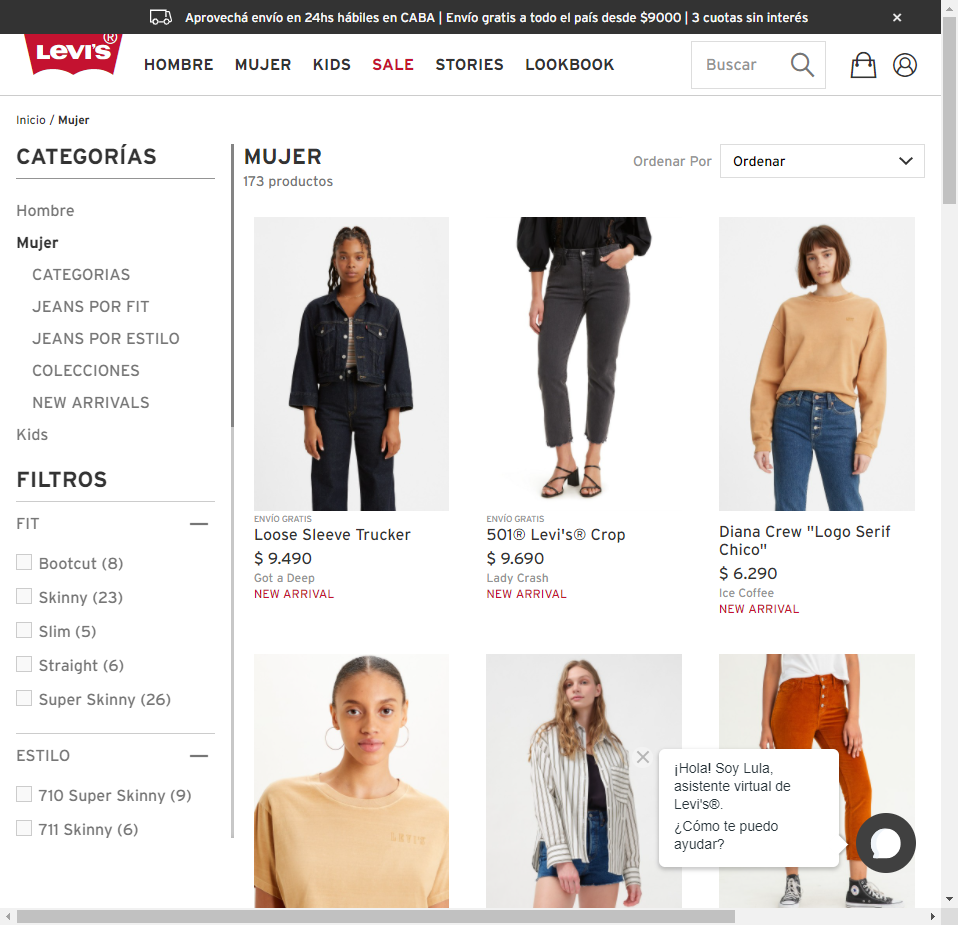 Aprovechá envío en 24hs hábiles en CABA | Envío gratis a todo el país desde $9000 | 3 cuotas sin interés
Levi's®
HOMBRE MUJER KIDS SALE STORIES LOOKBOOK
Buscar
Inicio / Mujer
CATEGORÍAS
Hombre
Mujer
CATEGORIAS
JEANS POR FIT
JEANS POR ESTILO
COLECCIONES
NEW ARRIVALS
Kids
FILTROS
FIT
Bootcut (8)
Skinny (23)
Slim (5)
Straight (6)
Super Skinny (26)
ESTILO
710 Super Skinny (9)
711 Skinny (6)
MUJER
173 productos
Ordenar Por
Ordenar
ENVÍO GRATIS
Loose Sleeve Trucker
$ 9.490
Got a Deep
NEW ARRIVAL
ENVÍO GRATIS
501® Levi's® Crop
$ 9.690
Lady Crash
NEW ARRIVAL
Diana Crew "Logo Serif
Chico"
$ 6.290
Ice Coffee
NEW ARRIVAL
LEVI'S
¡Hola! Soy Lula,
asistente virtual de
Levi's®.
¿Cómo te puedo
ayudar?